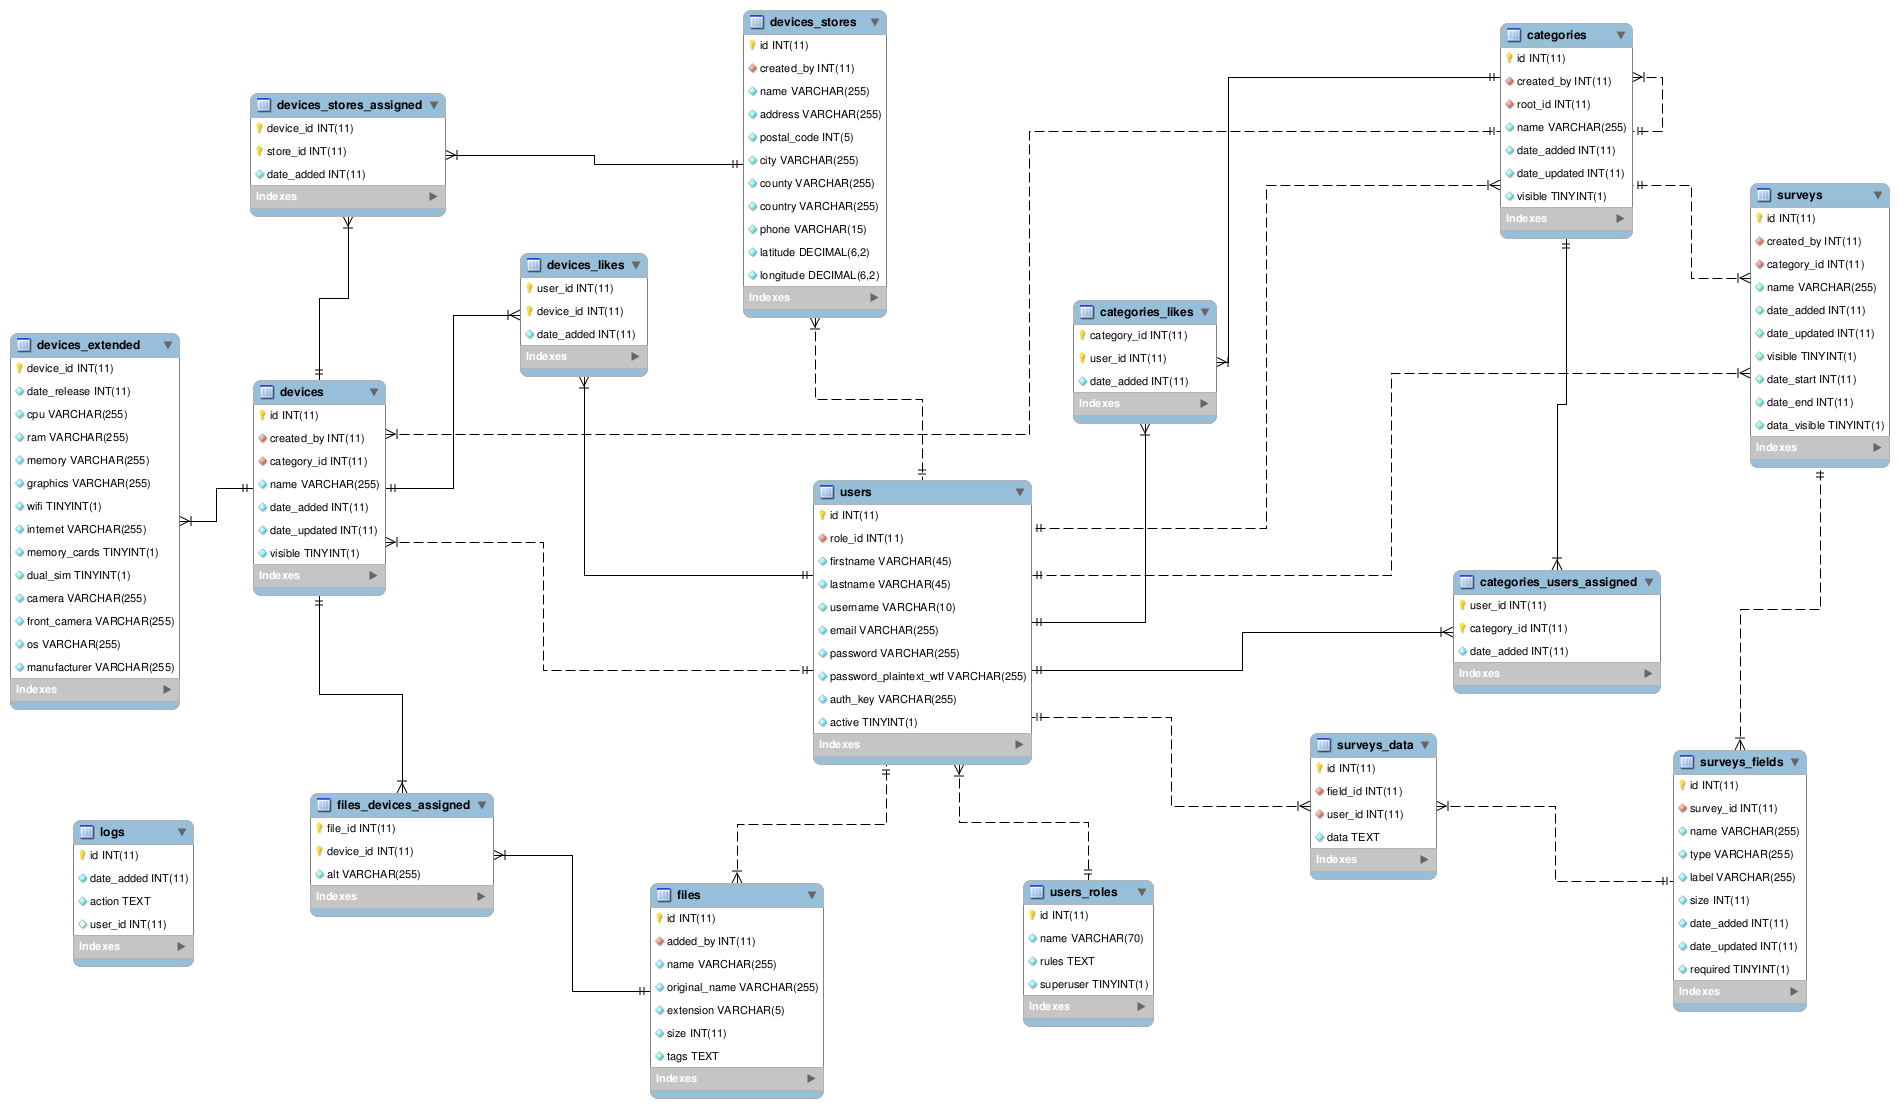 devices_stores
id INT(11)
created_by INT(11)
name VARCHAR(255)
address VARCHAR(255)
postal_code INT(5)
city VARCHAR(255)
county VARCHAR(255)
country VARCHAR(255)
phone VARCHAR(15)
latitude DECIMAL(6,2)
longitude DECIMAL(6,2)
Indexes
categories
id INT(11)
created_by INT(11)
root_id INT(11)
name VARCHAR(255)
date_added INT(11)
date_updated INT(11)
visible TINYINT(1)
Indexes
devices_stores_assigned
device_id INT(11)
store_id INT(11)
date_added INT(11)
Indexes
surveys
id INT(11)
created_by INT(11)
category_id INT(11)
name VARCHAR(255)
date_added INT(11)
date_updated INT(11)
visible TINYINT(1)
date_start INT(11)
date_end INT(11)
data_visible TINYINT(1)
Indexes
devices_likes
user_id INT(11)
device_id INT(11)
date_added INT(11)
Indexes
categories_likes
category_id INT(11)
user_id INT(11)
date_added INT(11)
Indexes
devices_extended
device_id INT(11)
date_release INT(11)
cpu VARCHAR(255)
ram VARCHAR(255)
memory VARCHAR(255)
graphics VARCHAR(255)
wifi TINYINT(1)
internet VARCHAR(255)
memory_cards TINYINT(1)
dual_sim TINYINT(1)
camera VARCHAR(255)
front_camera VARCHAR(255)
os VARCHAR(255)
manufacturer VARCHAR(255)
Indexes
devices
id INT(11)
created_by INT(11)
category_id INT(11)
name VARCHAR(255)
date_added INT(11)
date_updated INT(11)
visible TINYINT(1)
Indexes
users
id INT(11)
role_id INT(11)
firstname VARCHAR(45)
lastname VARCHAR(45)
username VARCHAR(10)
email VARCHAR(255)
password VARCHAR(255)
password_plaintext_wtf VARCHAR(255)
auth_key VARCHAR(255)
active TINYINT(1)
Indexes
categories_users_assigned
user_id INT(11)
category_id INT(11)
date_added INT(11)
Indexes
surveys_data
id INT(11)
field_id INT(11)
user_id INT(11)
data TEXT
Indexes
surveys_fields
id INT(11)
survey_id INT(11)
name VARCHAR(255)
type VARCHAR(255)
label VARCHAR(255)
size INT(11)
date_added INT(11)
date_updated INT(11)
required TINYINT(1)
Indexes
files_devices_assigned
file_id INT(11)
device_id INT(11)
alt VARCHAR(255)
Indexes
logs
id INT(11)
date_added INT(11)
action TEXT
user_id INT(11)
Indexes
files
id INT(11)
added_by INT(11)
name VARCHAR(255)
original_name VARCHAR(255)
extension VARCHAR(5)
size INT(11)
tags TEXT
Indexes
users_roles
id INT(11)
name VARCHAR(70)
rules TEXT
superuser TINYINT(1)
Indexes